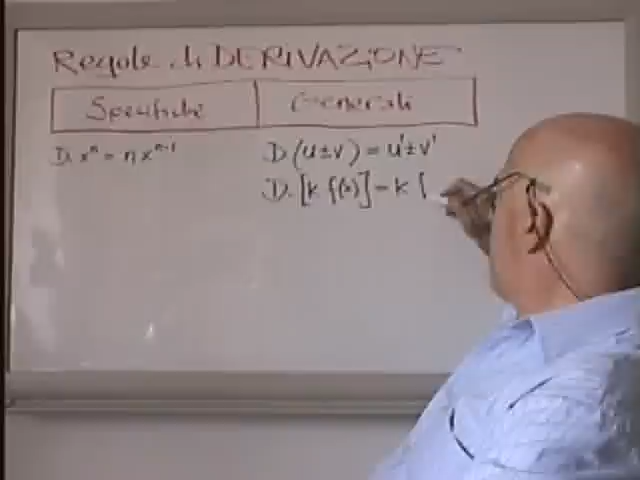 Regole di DERIVAZIONE
Specifiche Generali
D xⁿ = n xⁿ⁻¹ D (u±v) = u'±v'
D [k f(x)] = k f